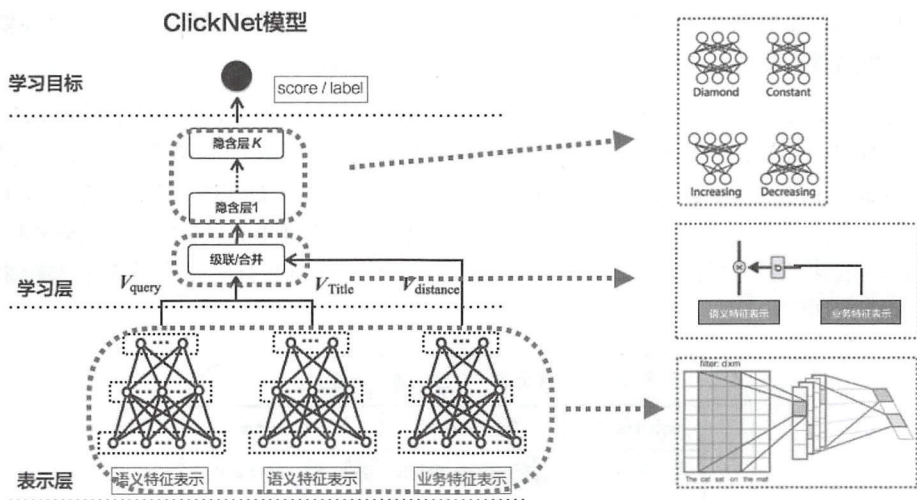 ClickNet模型
学习目标
score / label
隐含层 K
隐含层1
级联/合并
V_query
V_Title
V_distance
学习层
表示层
语义特征表示
语义特征表示
业务特征表示
Diamond
Constant
Increasing
Decreasing
σ
语义特征表示
业务特征表示
filter: dxm
The cat sat on the mat